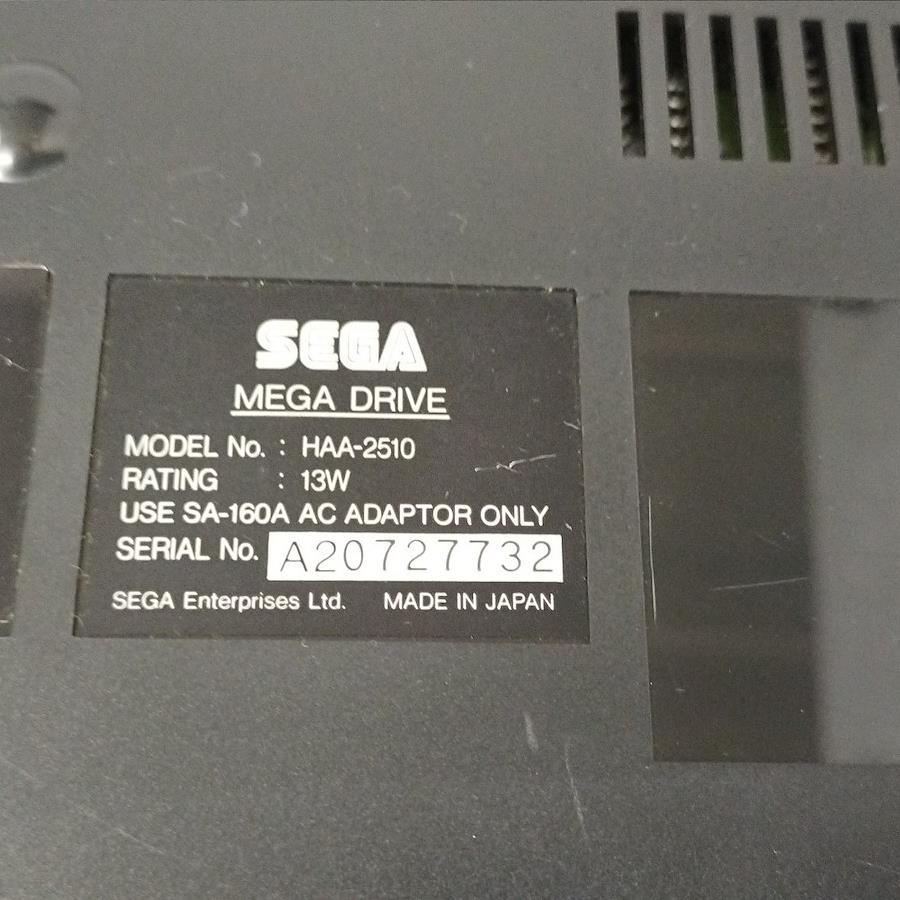 SEGA
MEGA DRIVE
MODEL No. : HAA-2510
RATING : 13W
USE SA-160A AC ADAPTOR ONLY
SERIAL No. A20727732
SEGA Enterprises Ltd. MADE IN JAPAN